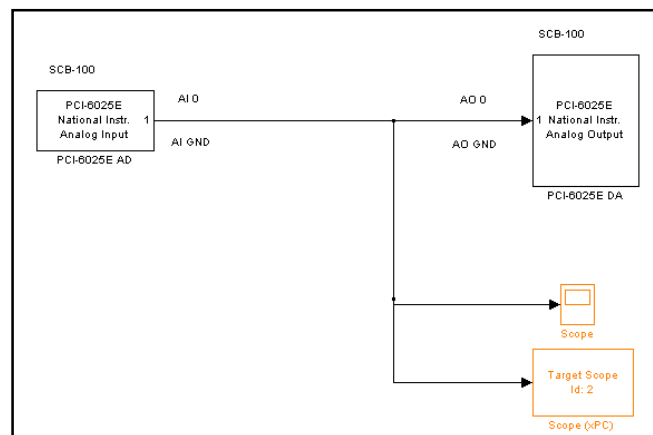 SCB-100
PCI-6025E
National Instr.
Analog Input
1
PCI-6025E AD
AI 0
AI GND
AO 0
AO GND
SCB-100
PCI-6025E
1 National Instr.
Analog Output
PCI-6025E DA
Scope
Target Scope
Id: 2
Scope (xPC)